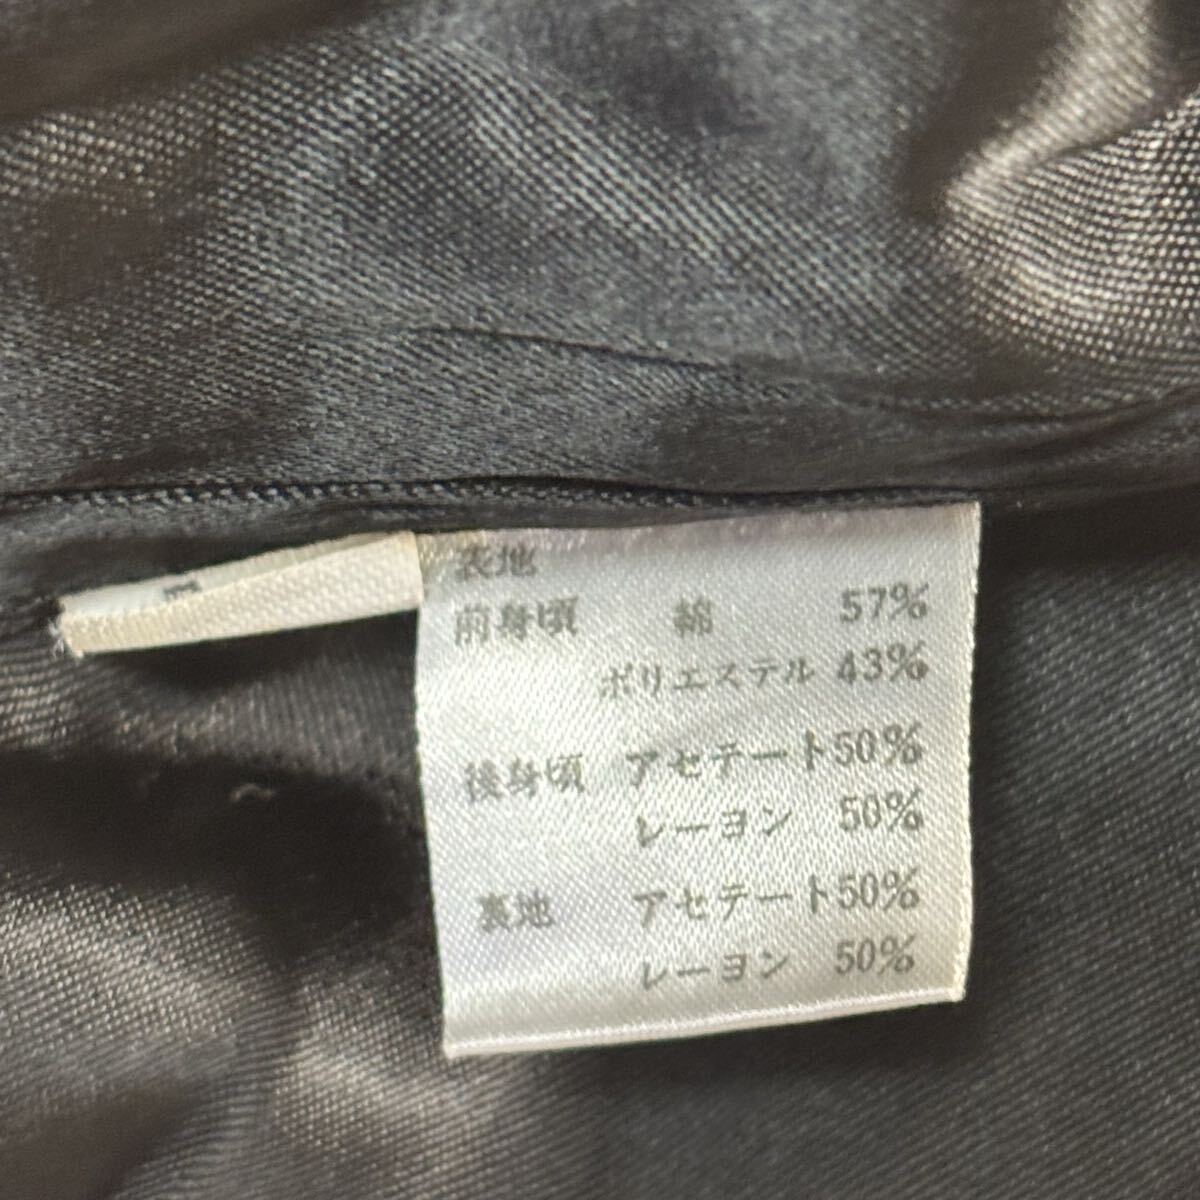 表地
前身頃 綿 57%
ポリエステル 43%
後身頃 アセテート50%
レーヨン 50%
裏地 アセテート50%
レーヨン 50%